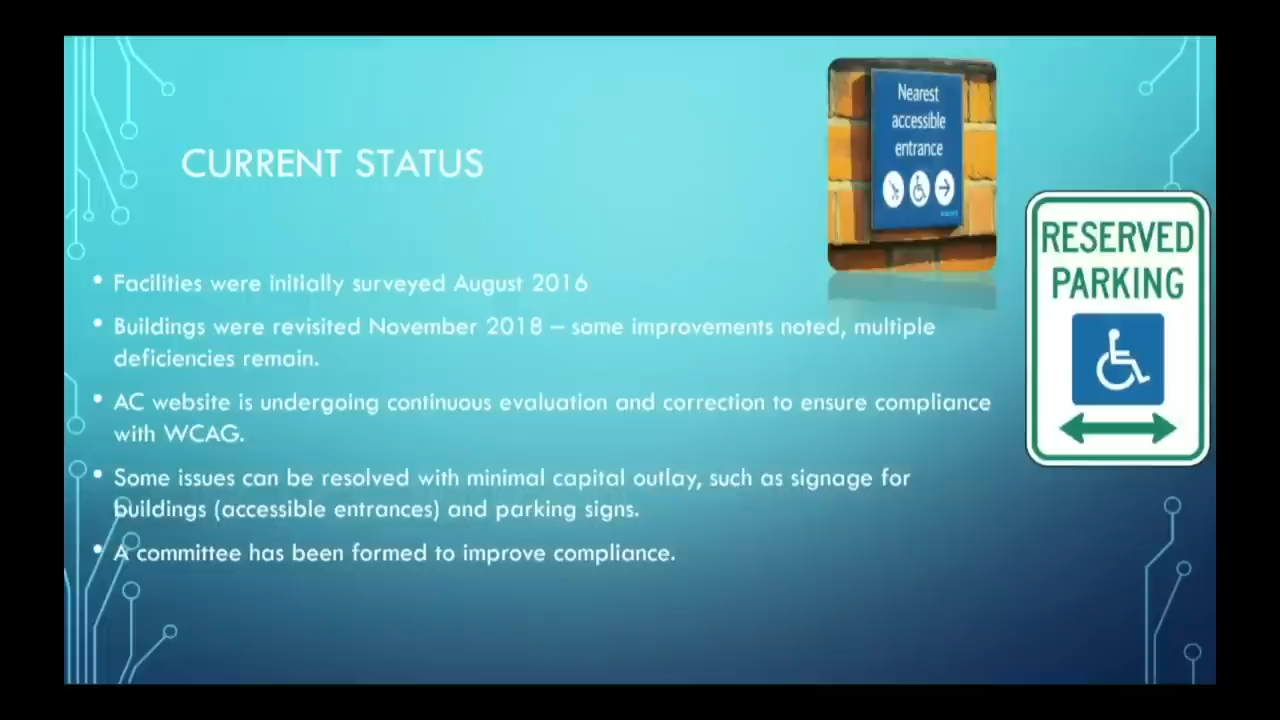 CURRENT STATUS
Nearest
accessible
entrance
RESERVED
PARKING
• Facilities were initially surveyed August 2016
• Buildings were revisited November 2018 – some improvements noted, multiple
deficiencies remain.
• AC website is undergoing continuous evaluation and correction to ensure compliance
with WCAG.
• Some issues can be resolved with minimal capital outlay, such as signage for
buildings (accessible entrances) and parking signs.
• A committee has been formed to improve compliance.